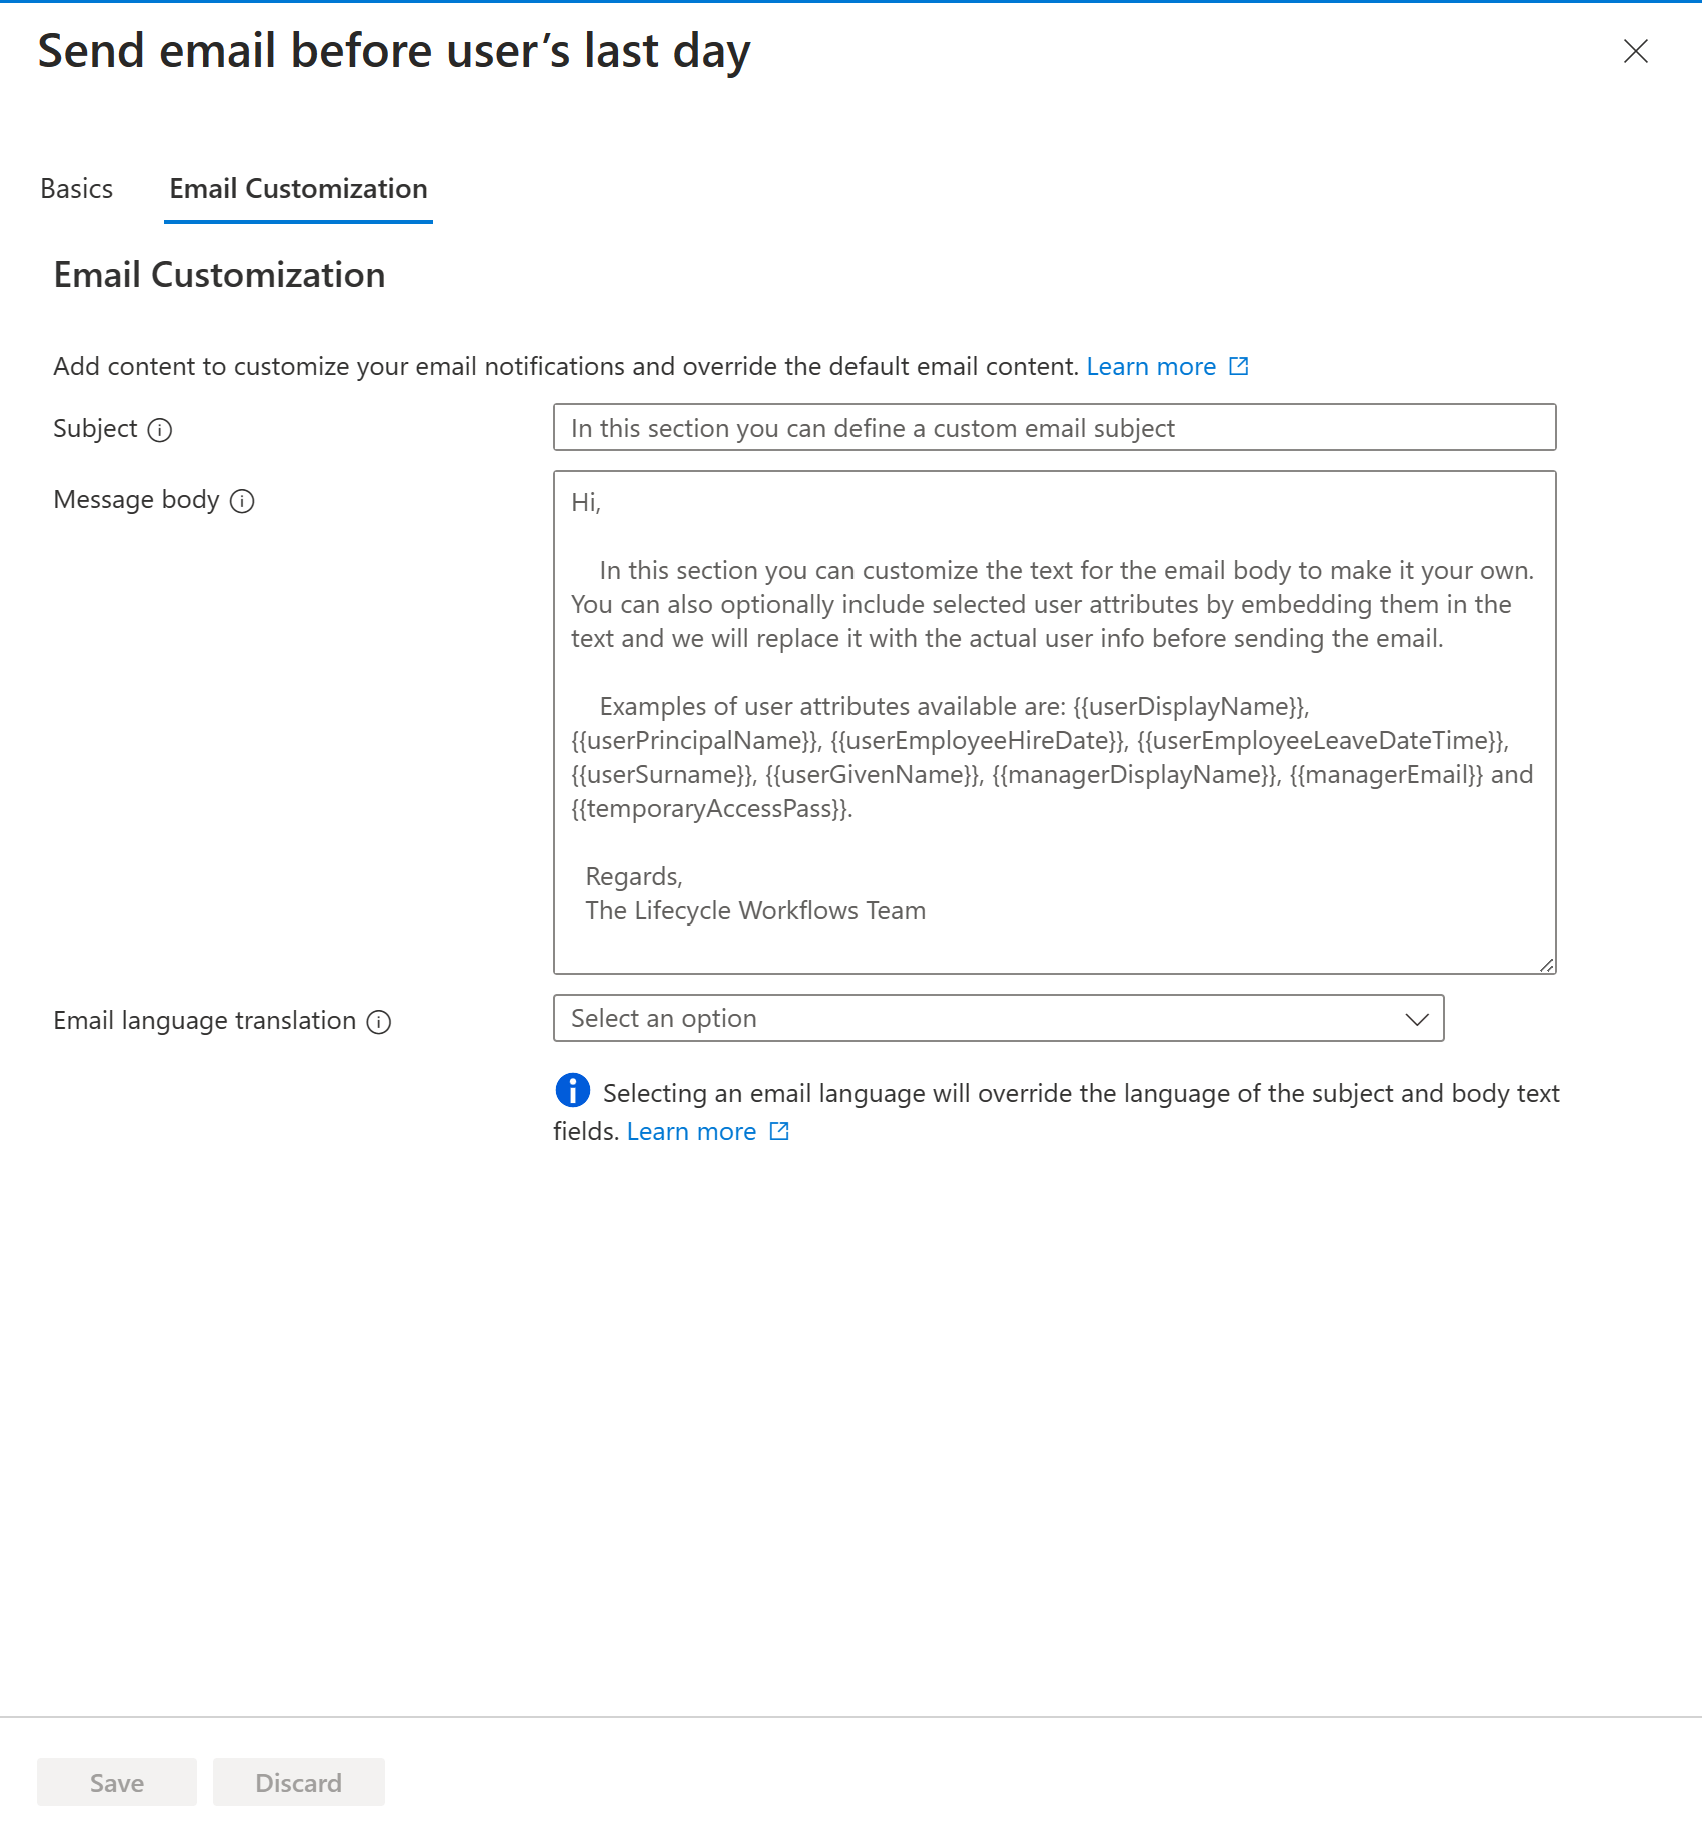 Send email before user’s last day
Basics
Email Customization
Email Customization
Add content to customize your email notifications and override the default email content. Learn more
Subject
In this section you can define a custom email subject
Message body
Hi,
In this section you can customize the text for the email body to make it your own.
You can also optionally include selected user attributes by embedding them in the
text and we will replace it with the actual user info before sending the email.
Examples of user attributes available are: {{userDisplayName}},
{{userPrincipalName}}, {{userEmployeeHireDate}}, {{userEmployeeLeaveDateTime}},
{{userSurname}}, {{userGivenName}}, {{managerDisplayName}}, {{managerEmail}} and
{{temporaryAccessPass}}.
Regards,
The Lifecycle Workflows Team
Email language translation
Select an option
Selecting an email language will override the language of the subject and body text
fields. Learn more
Save
Discard